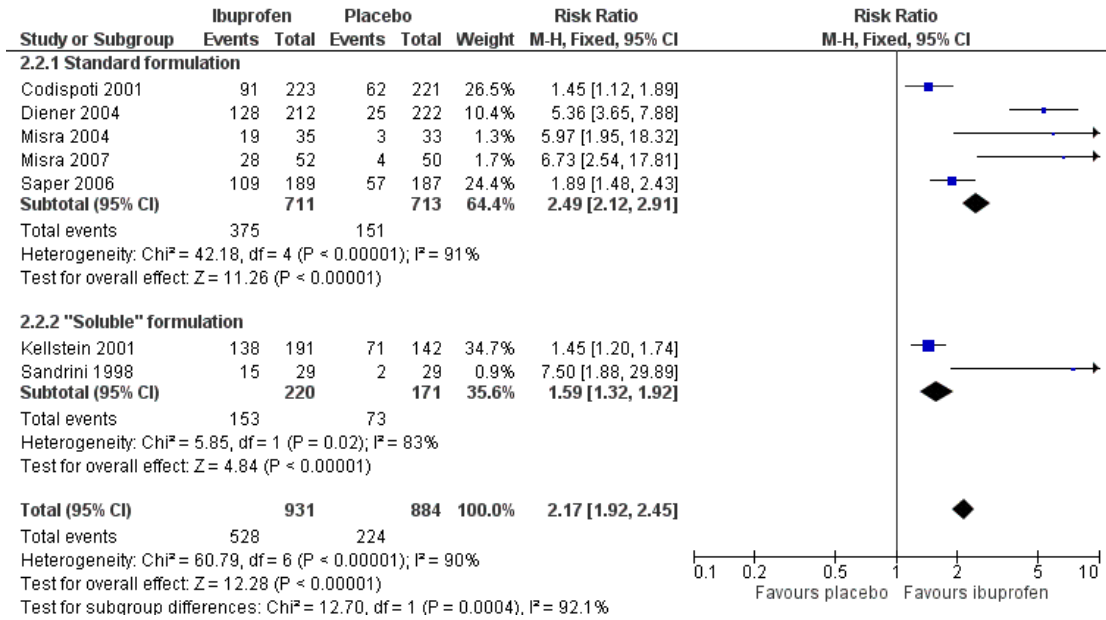 Ibuprofen Placebo Risk Ratio Risk Ratio
Study or Subgroup Events Total Events Total Weight M-H, Fixed, 95% CI M-H, Fixed, 95% CI
2.2.1 Standard formulation
Codispoti 2001 91 223 62 221 26.5% 1.45 [1.12, 1.89]
Diener 2004 128 212 25 222 10.4% 5.36 [3.65, 7.88]
Misra 2004 19 35 3 33 1.3% 5.97 [1.95, 18.32]
Misra 2007 28 52 4 50 1.7% 6.73 [2.54, 17.81]
Saper 2006 109 189 57 187 24.4% 1.89 [1.48, 2.43]
Subtotal (95% CI) 711 713 64.4% 2.49 [2.12, 2.91]
Total events 375 151
Heterogeneity: Chi² = 42.18, df = 4 (P < 0.00001); I² = 91%
Test for overall effect: Z = 11.26 (P < 0.00001)
2.2.2 "Soluble" formulation
Kellstein 2001 138 191 71 142 34.7% 1.45 [1.20, 1.74]
Sandrini 1998 15 29 2 29 0.9% 7.50 [1.88, 29.89]
Subtotal (95% CI) 220 171 35.6% 1.59 [1.32, 1.92]
Total events 153 73
Heterogeneity: Chi² = 5.85, df = 1 (P = 0.02); I² = 83%
Test for overall effect: Z = 4.84 (P < 0.00001)
Total (95% CI) 931 884 100.0% 2.17 [1.92, 2.45]
Total events 528 224
Heterogeneity: Chi² = 60.79, df = 6 (P < 0.00001); I² = 90%
Test for overall effect: Z = 12.28 (P < 0.00001)
Test for subgroup differences: Chi² = 12.70, df = 1 (P = 0.0004), I² = 92.1%
0.1 0.2 0.5 1 2 5 10
Favours placebo Favours ibuprofen